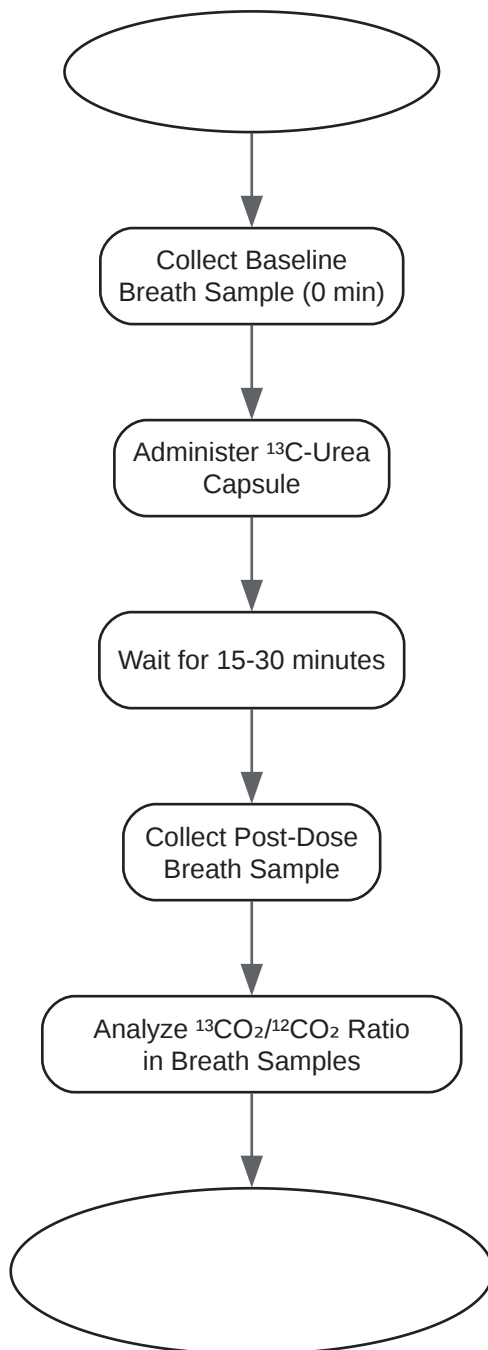 Collect Baseline
Breath Sample (0 min)
Administer ¹³C-Urea
Capsule
Wait for 15-30 minutes
Collect Post-Dose
Breath Sample
Analyze ¹³CO₂/¹²CO₂ Ratio
in Breath Samples